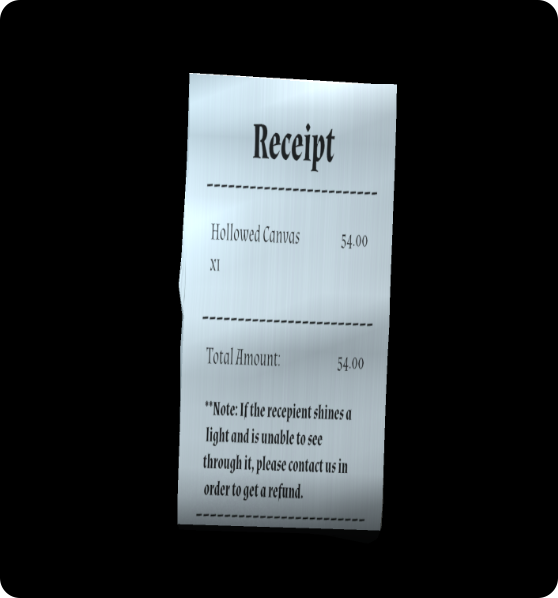 Receipt
Hollowed Canvas 54.00
X1
Total Amount: 54.00
**Note: If the recepient shines a
light and is unable to see
through it, please contact us in
order to get a refund.